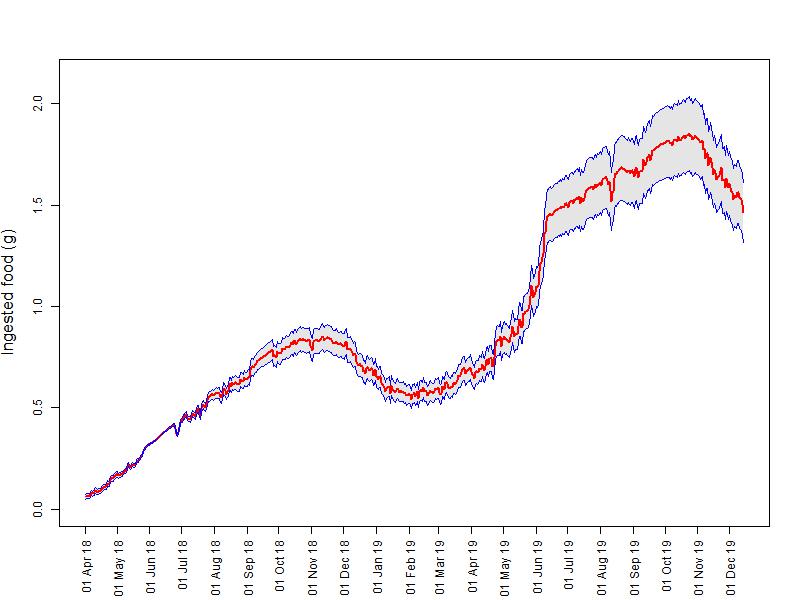 Ingested food (g)
2.0
1.5
1.0
0.5
0.0
01 Apr 18
01 May 18
01 Jun 18
01 Jul 18
01 Aug 18
01 Sep 18
01 Oct 18
01 Nov 18
01 Dec 18
01 Jan 19
01 Feb 19
01 Mar 19
01 Apr 19
01 May 19
01 Jun 19
01 Jul 19
01 Aug 19
01 Sep 19
01 Oct 19
01 Nov 19
01 Dec 19